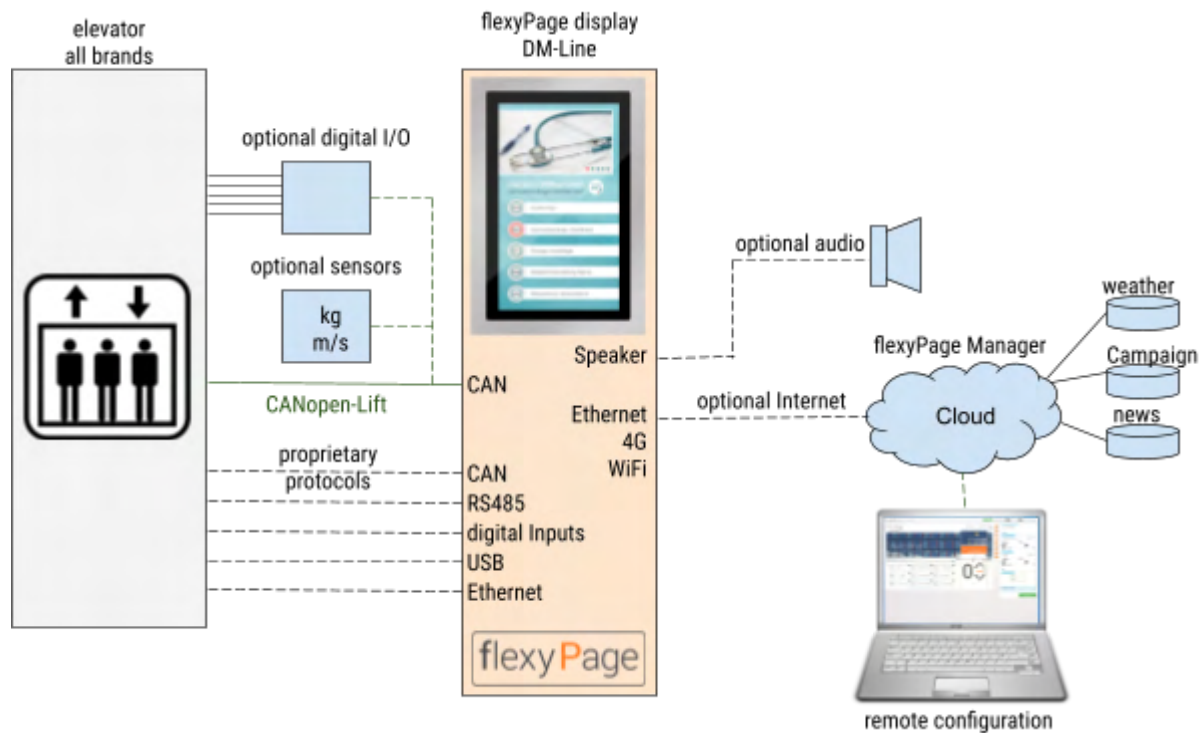 elevator
all brands
flexyPage display
DM-Line
optional digital I/O
optional sensors
kg
m/s
CANopen-Lift
proprietary
protocols
Speaker
CAN
Ethernet
4G
WiFi
CAN
RS485
digital Inputs
USB
Ethernet
flexyPage
optional audio
optional Internet
flexyPage Manager
Cloud
weather
Campaign
news
remote configuration